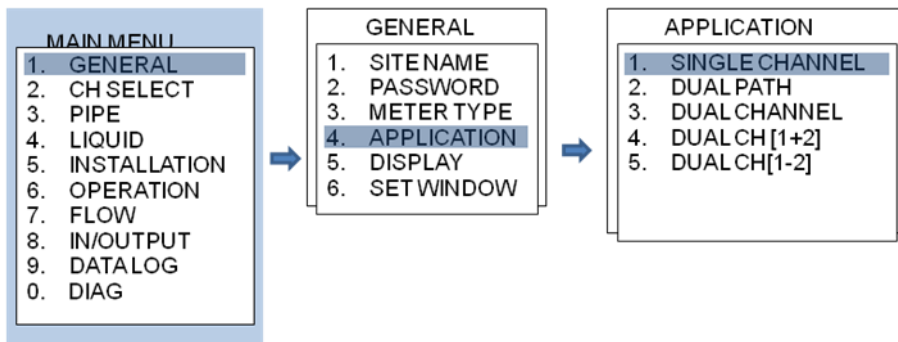 MAIN MENU
1. GENERAL
2. CH SELECT
3. PIPE
4. LIQUID
5. INSTALLATION
6. OPERATION
7. FLOW
8. IN/OUTPUT
9. DATALOG
0. DIAG
GENERAL
1. SITE NAME
2. PASSWORD
3. METER TYPE
4. APPLICATION
5. DISPLAY
6. SET WINDOW
APPLICATION
1. SINGLE CHANNEL
2. DUAL PATH
3. DUAL CHANNEL
4. DUAL CH [1+2]
5. DUAL CH[1-2]